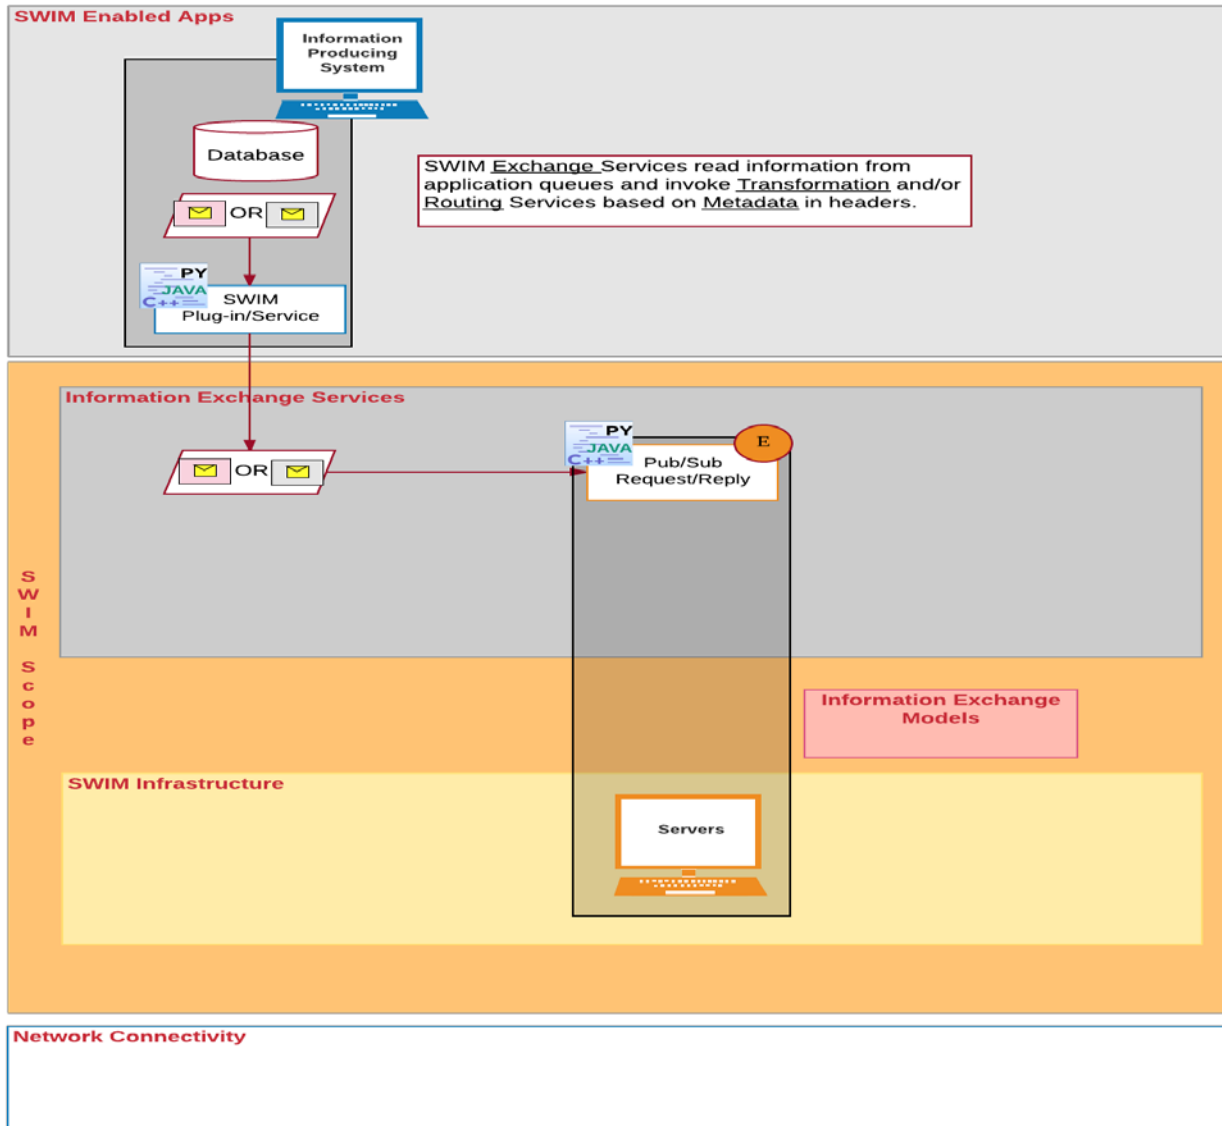 SWIM Enabled Apps
Information
Producing
System
Database
OR
PY
JAVA
C++
SWIM
Plug-in/Service
SWIM Exchange Services read information from
application queues and invoke Transformation and/or
Routing Services based on Metadata in headers.
Information Exchange Services
OR
PY
JAVA
C++
E
Pub/Sub
Request/Reply
S
W
I
M
S
c
o
p
e
Information Exchange
Models
SWIM Infrastructure
Servers
Network Connectivity